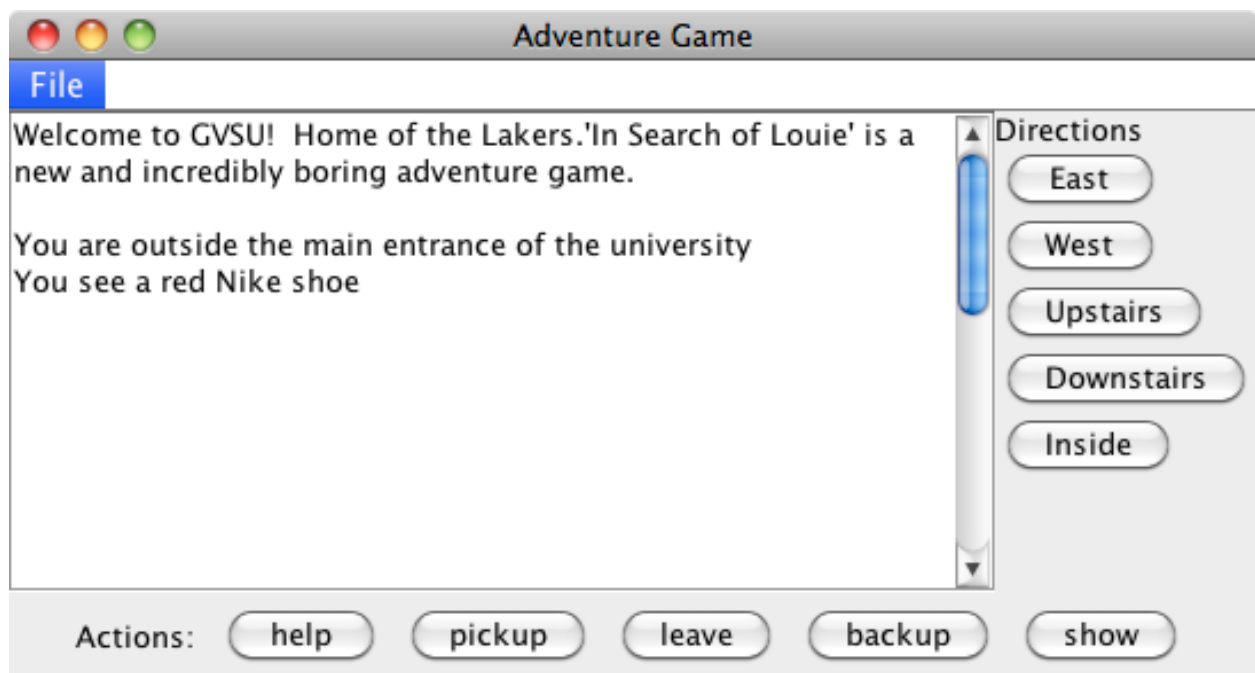 Adventure Game
File
Welcome to GVSU!  Home of the Lakers.'In Search of Louie' is a
new and incredibly boring adventure game.
You are outside the main entrance of the university
You see a red Nike shoe
Directions
East
West
Upstairs
Downstairs
Inside
Actions: help pickup leave backup show